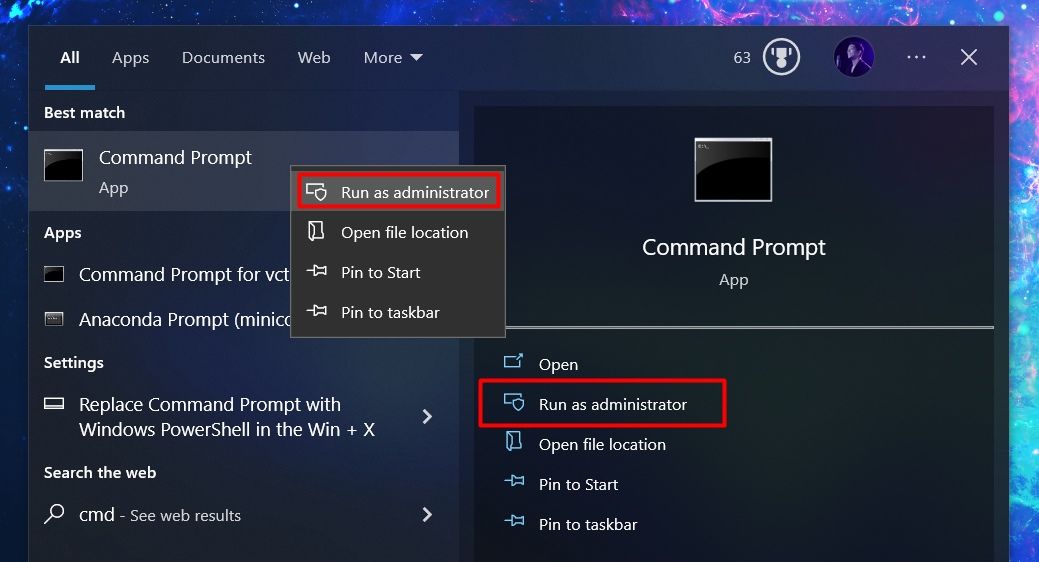 All
Apps
Documents
Web
More
63
Best match
Command Prompt
App
Apps
Command Prompt for vct
Anaconda Prompt (minico
Settings
Replace Command Prompt with
Windows PowerShell in the Win + X
Search the web
cmd - See web results
Run as administrator
Open file location
Pin to Start
Pin to taskbar
Command Prompt
App
Open
Run as administrator
Open file location
Pin to Start
Pin to taskbar